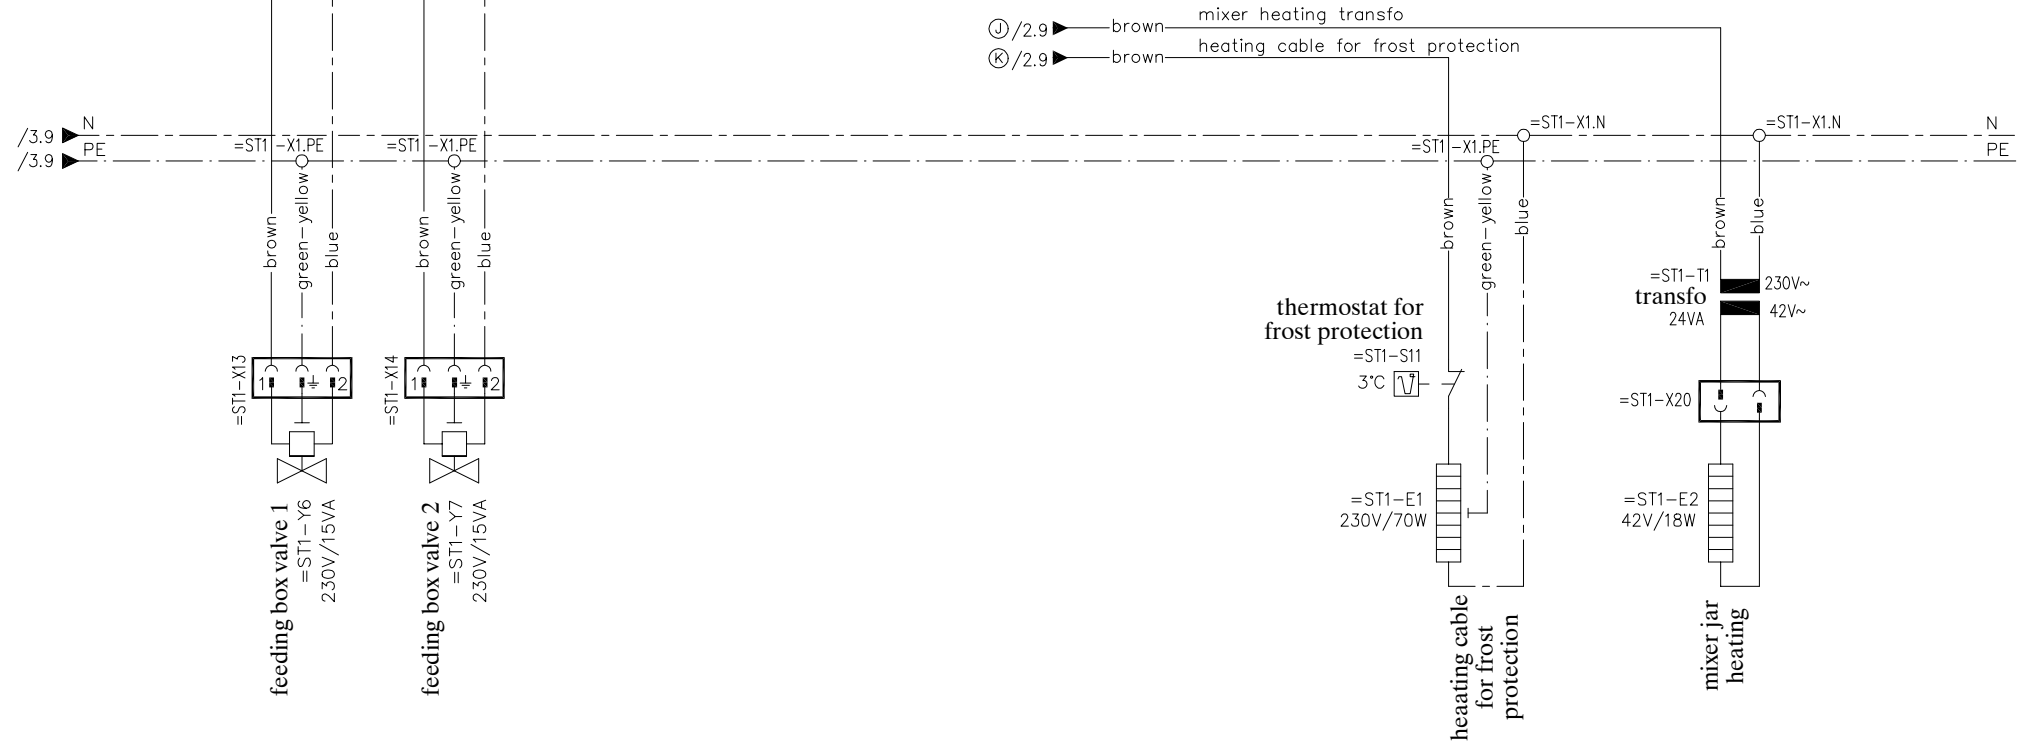 mixer heating transfo
J /2.9 brown
heating cable for frost protection
K /2.9 brown
/3.9 N
=ST1-X1.N
=ST1-X1.N
N
/3.9 PE
=ST1 -X1.PE
=ST1 -X1.PE
=ST1 -X1.PE
PE
brown
green-yellow
blue
brown
green-yellow
blue
brown
green-yellow
blue
brown
blue
=ST1-T1
230V~
transfo
24VA
42V~
thermostat for
frost protection
=ST1-S11
3°C
=ST1-X13
1
2
=ST1-X14
1
2
=ST1-X20
=ST1-E1
230V/70W
=ST1-E2
42V/18W
feeding box valve 1
=ST1-Y6
230V/15VA
feeding box valve 2
=ST1-Y7
230V/15VA
heaating cable
for frost
protection
mixer jar
heating